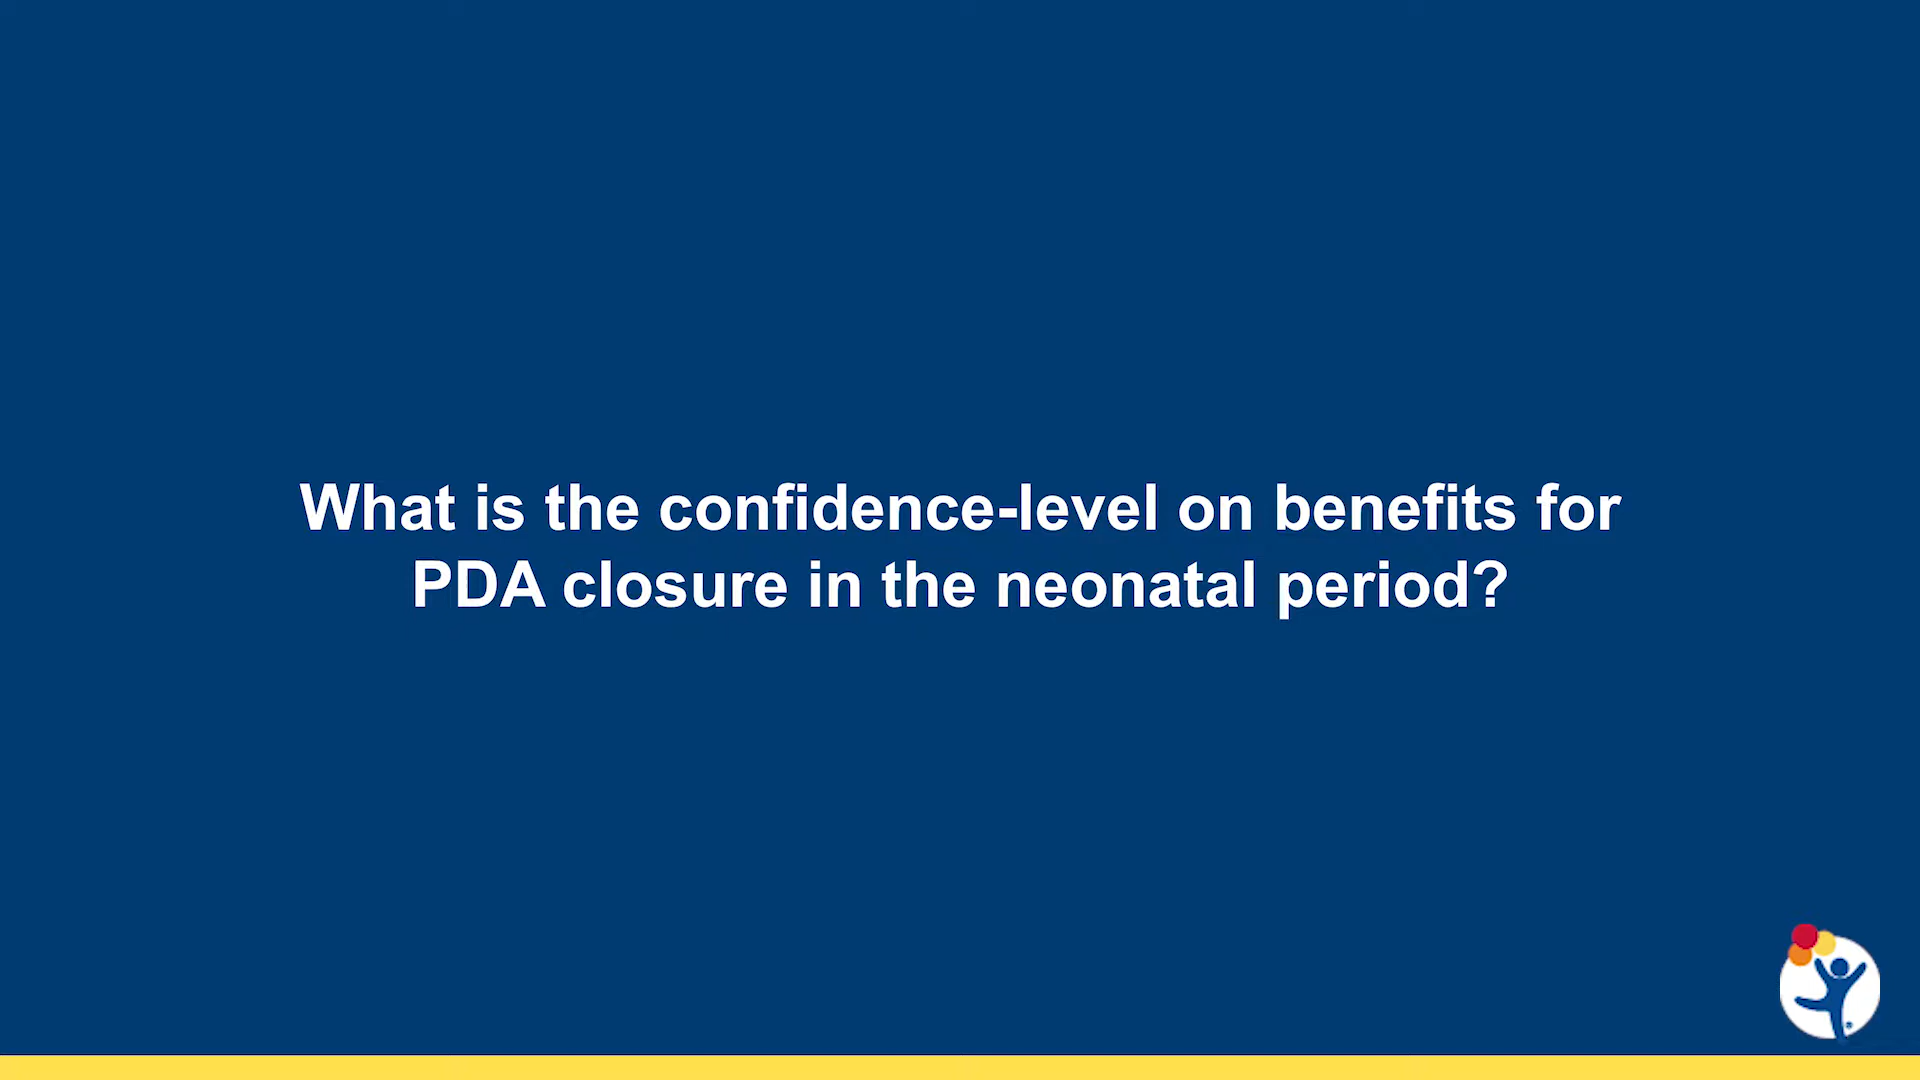 What is the confidence-level on benefits for
PDA closure in the neonatal period?